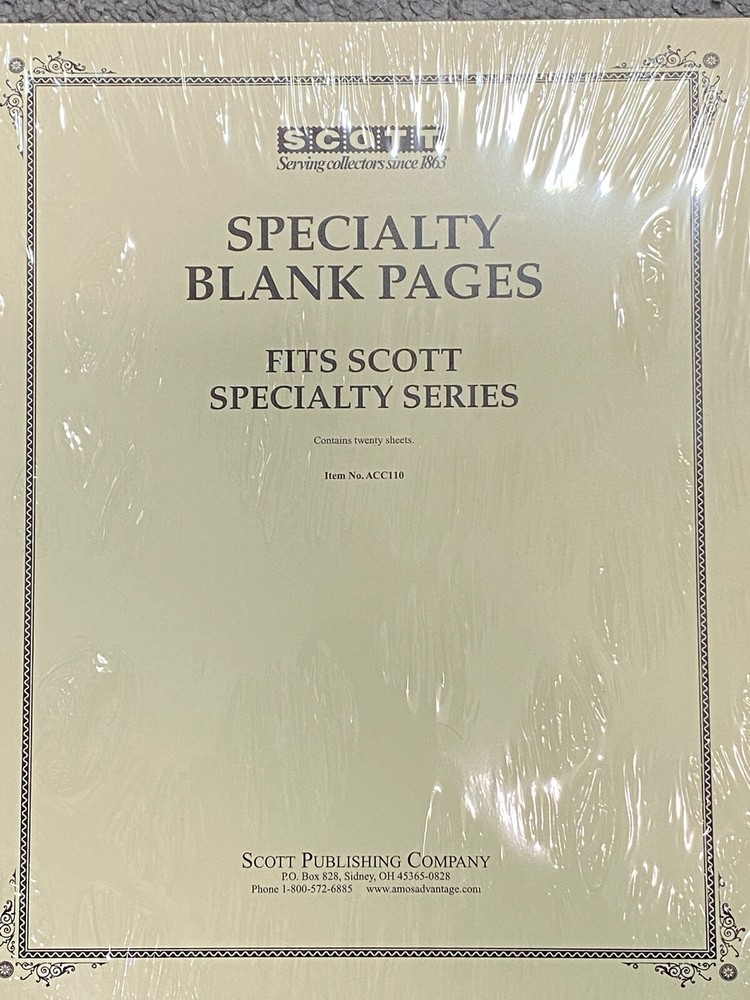 SCOTT
Serving collectors since 1863
SPECIALTY
BLANK PAGES
FITS SCOTT
SPECIALTY SERIES
Contains twenty sheets.
Item No. ACC110
SCOTT PUBLISHING COMPANY
P.O. Box 828, Sidney, OH 45365-0828
Phone 1-800-572-6885 www.amosadvantage.com